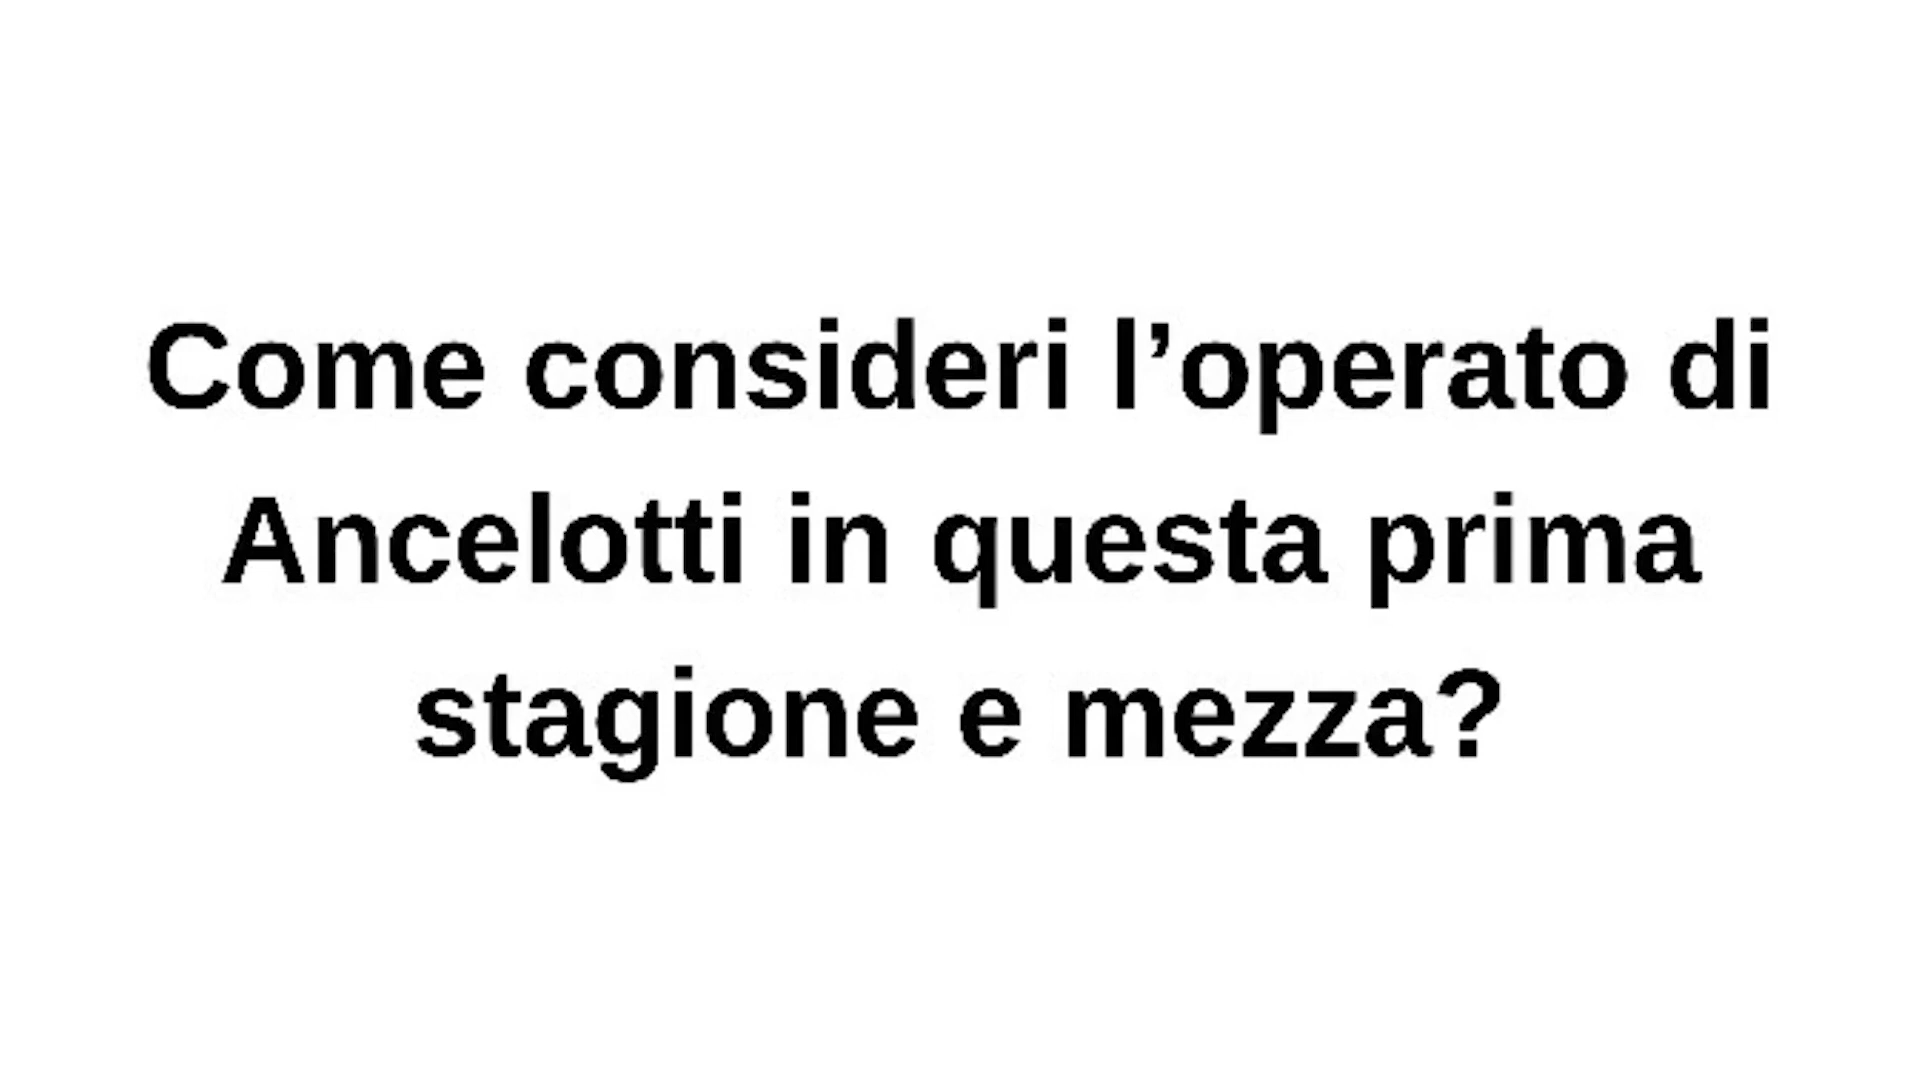 Come consideri l’operato di
Ancelotti in questa prima
stagione e mezza?